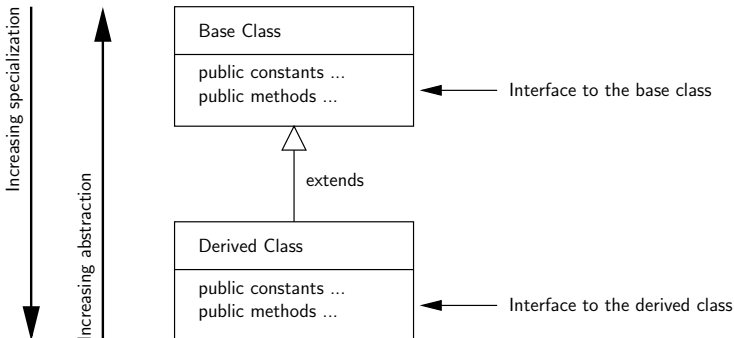 Increasing specialization
Increasing abstraction
Base Class
public constants ...
public methods ...
Interface to the base class
extends
Derived Class
public constants ...
public methods ...
Interface to the derived class